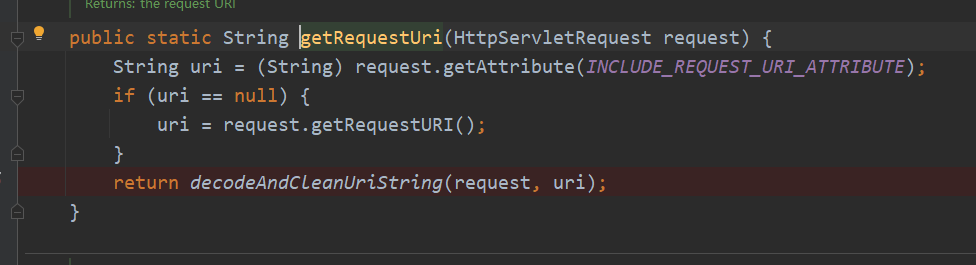 Returns: the request URI
public static String getRequestUri(HttpServletRequest request) {
String uri = (String) request.getAttribute(INCLUDE_REQUEST_URI_ATTRIBUTE);
if (uri == null) {
uri = request.getRequestURI();
}
return decodeAndCleanUriString(request, uri);
}